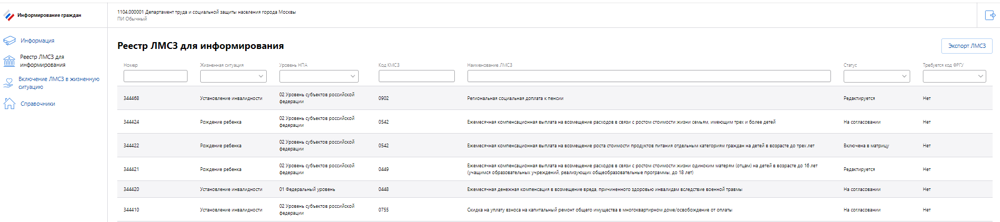 Информирование граждан
1104.000001 Департамент труда и социальной защиты населения города Москвы
ПИ Обычный
Информация
Реестр ЛМСЗ для
информирования
Включение ЛМСЗ в жизненную
ситуацию
Справочники
Реестр ЛМСЗ для информирования
Экспорт ЛМСЗ
Номер Жизненная ситуация Уровень НПА Код КМСЗ Наименование ЛМСЗ Статус Требуется код ФРГУ
344468 Установление инвалидности 02 Уровень субъектов российской федерации 0902 Региональная социальная доплата к пенсии Редактируется Нет
344424 Рождение ребенка 02 Уровень субъектов российской федерации 0542 Ежемесячная компенсационная выплата на возмещение расходов в связи с ростом стоимости жизни семьям, имеющим трех и более детей На согласовании Нет
344422 Рождение ребенка 02 Уровень субъектов российской федерации 0542 Ежемесячная компенсационная выплата на возмещение роста стоимости продуктов питания отдельным категориям граждан на детей в возрасте до трех лет Включена в матрицу Нет
344421 Рождение ребенка 02 Уровень субъектов российской федерации 0449 Ежемесячная компенсационная выплата на возмещение расходов в связи с ростом стоимости жизни одиноким матерям (отцам) на детей в возрасте до 16 лет (учащимся образовательных учреждений, реализующих общеобразовательные программы, до 18 лет) Редактируется Нет
344420 Установление инвалидности 01 Федеральный уровень 0448 Ежемесячная денежная компенсация в возмещение вреда, причиненного здоровью инвалидам вследствие военной травмы На согласовании Нет
344410 Установление инвалидности 02 Уровень субъектов российской федерации 0755 Скидка на уплату взноса на капитальный ремонт общего имущества в многоквартирном доме/освобождение от оплаты На согласовании Нет